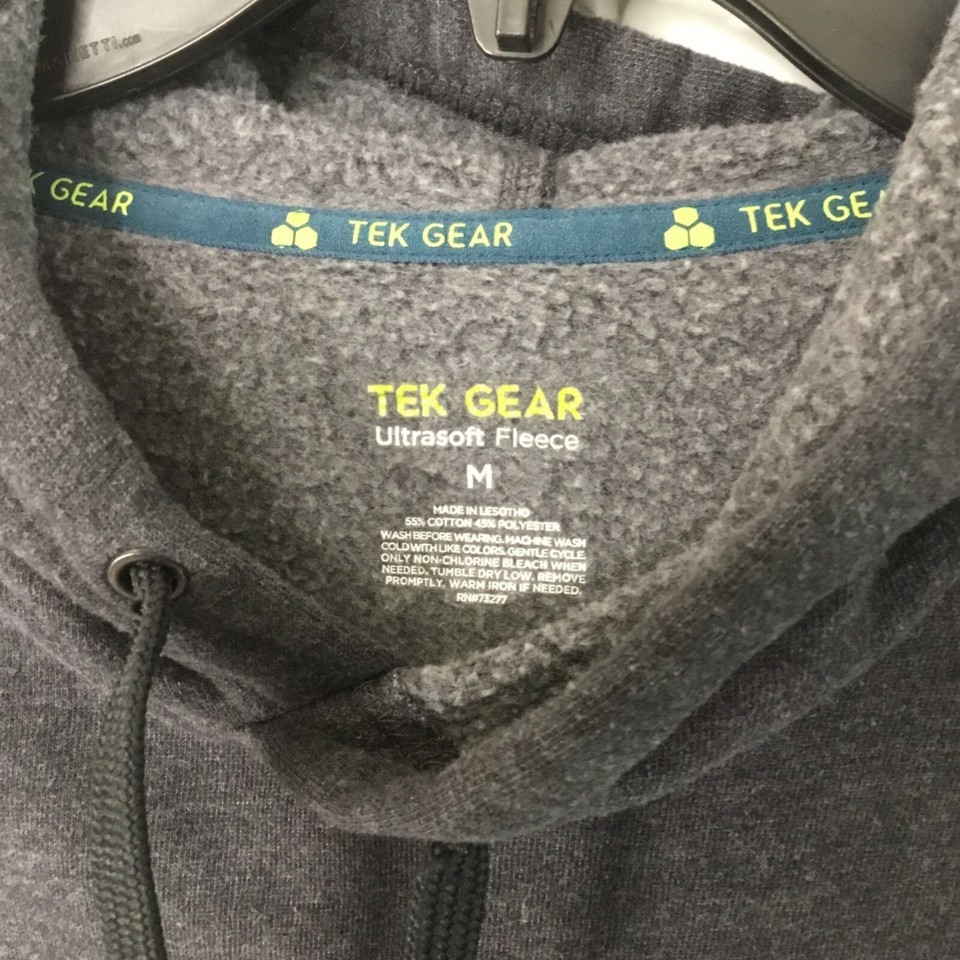 K GEAR
TEK GEAR
TEK GEA
TEK GEAR
Ultrasoft Fleece
M
MADE IN LESOTHO
55% COTTON 45% POLYESTER
WASH BEFORE WEARING. MACHINE WASH
COLD WITH LIKE COLORS. GENTLE CYCLE.
ONLY NON-CHLORINE BLEACH WHEN
NEEDED. TUMBLE DRY LOW. REMOVE
PROMPTLY. WARM IRON IF NEEDED.
RN#73277